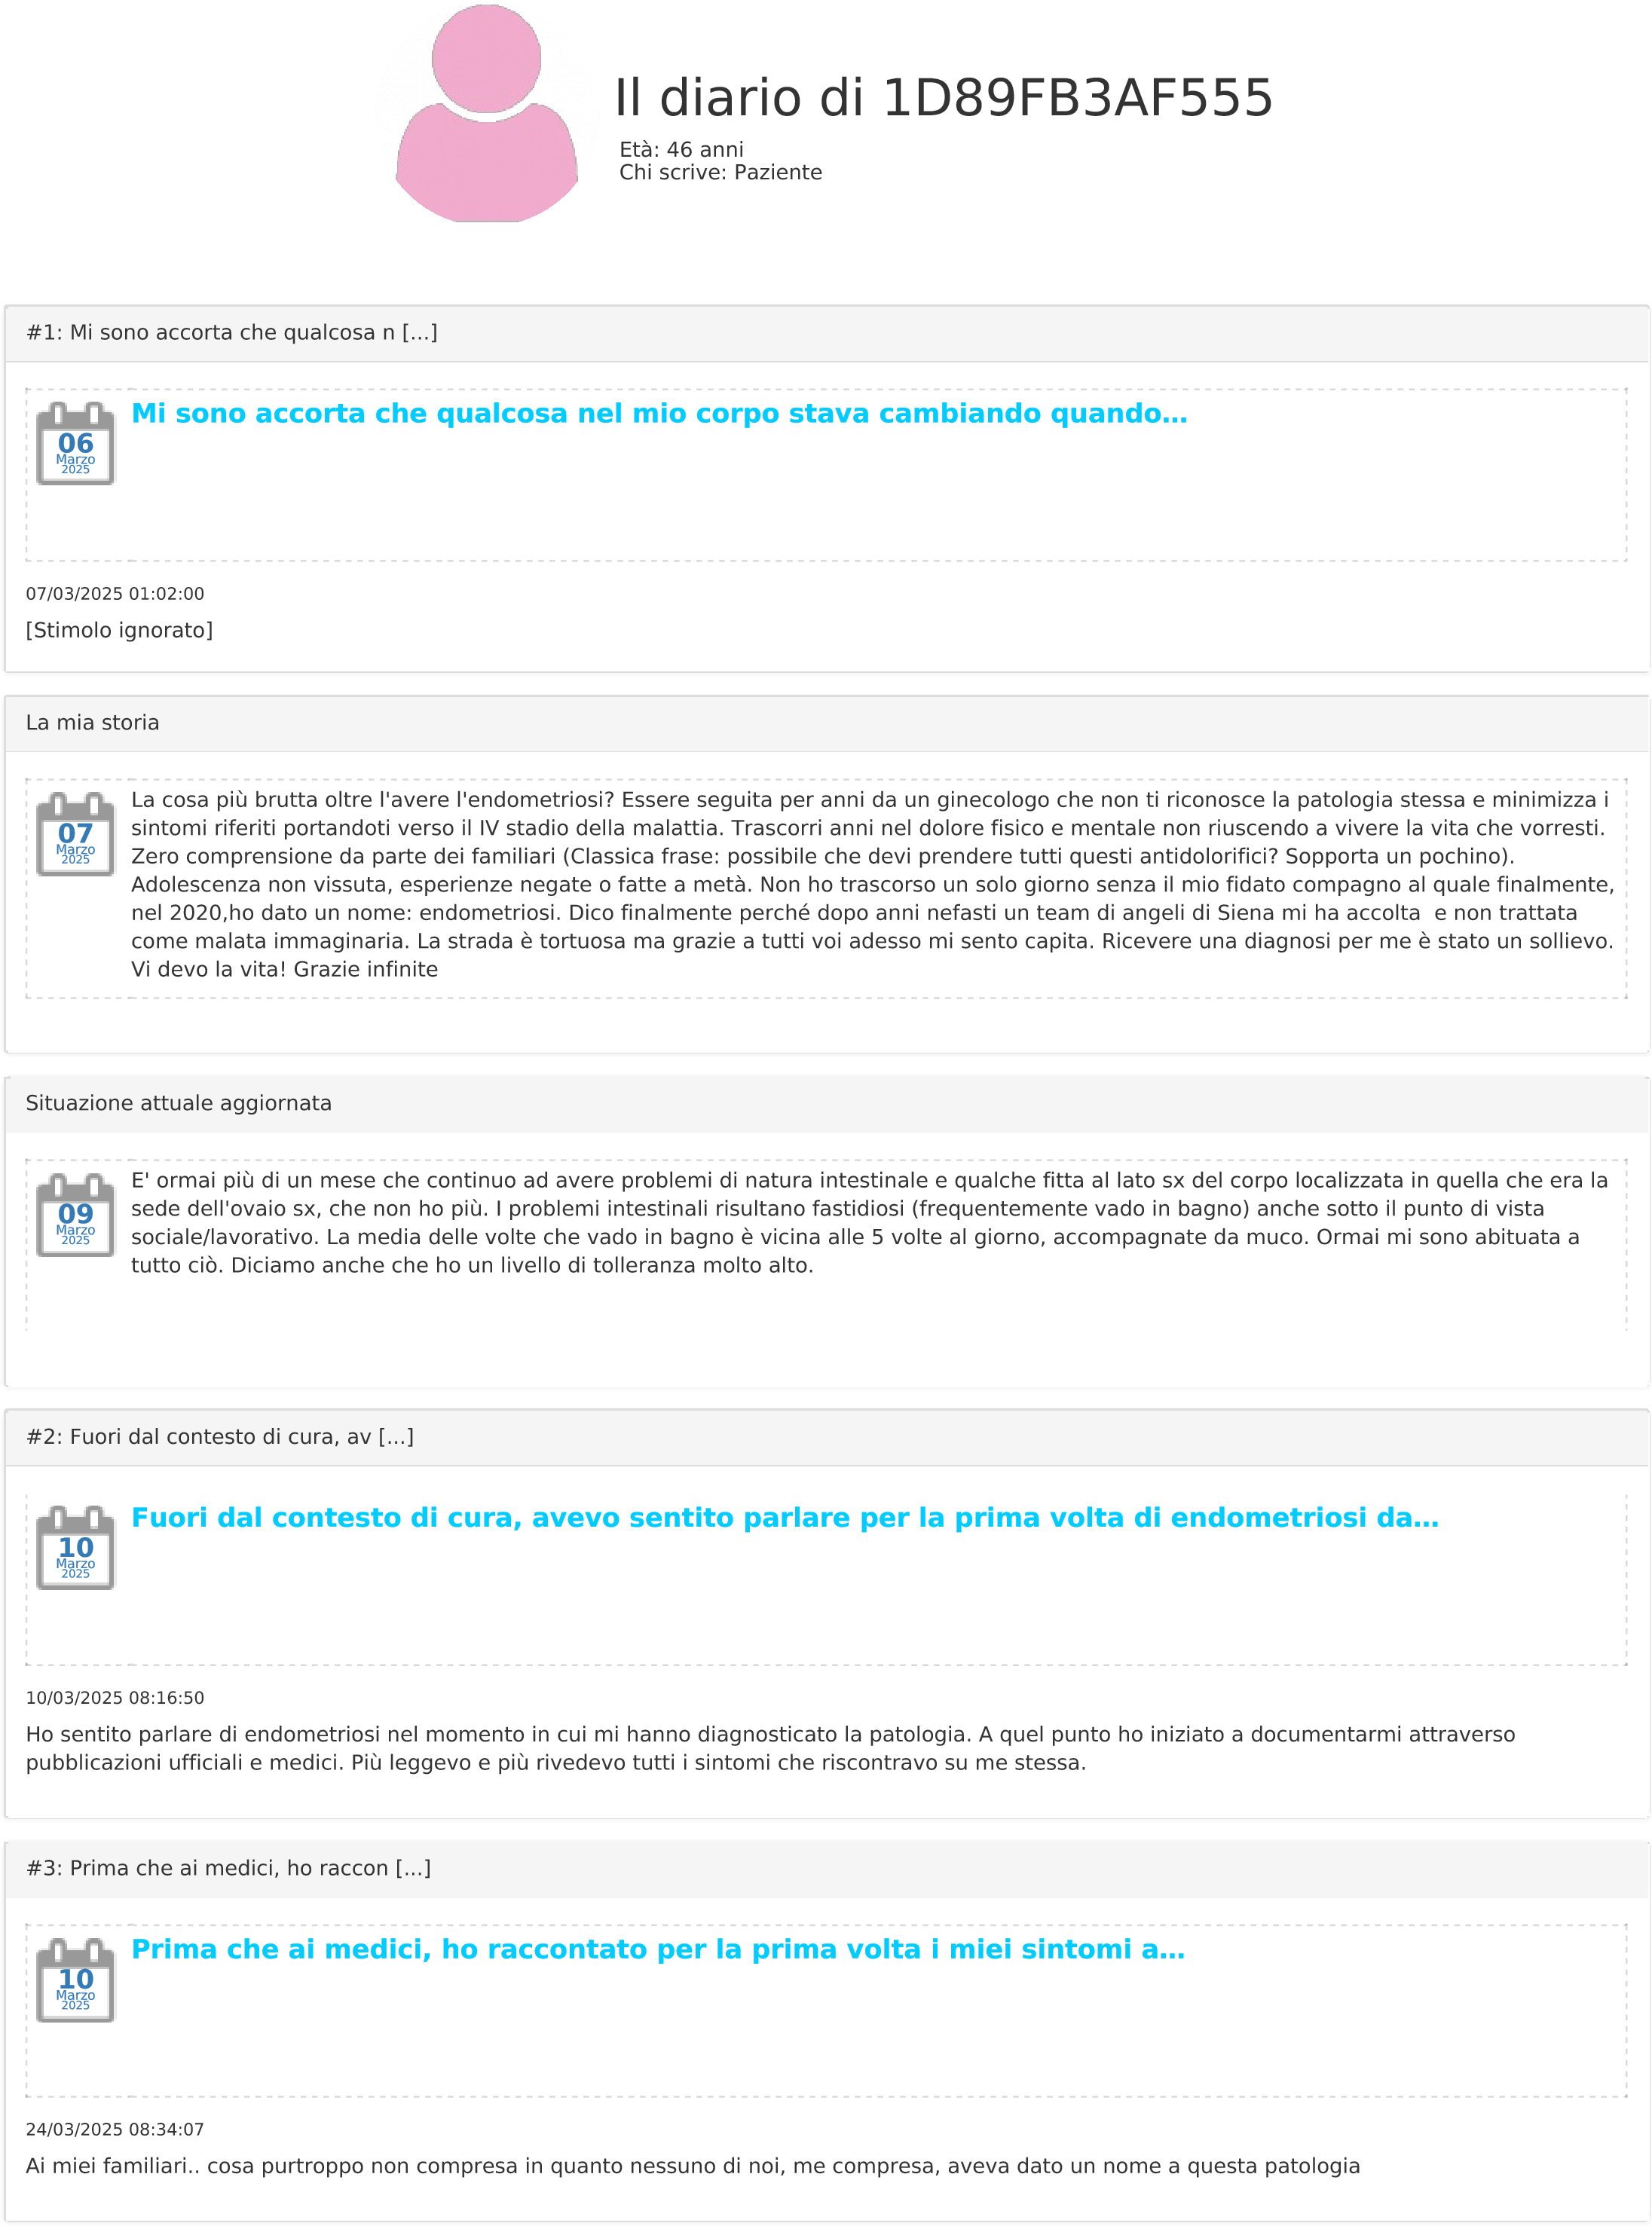 Il diario di 1D89FB3AF555
Età: 46 anni
Chi scrive: Paziente
#1: Mi sono accorta che qualcosa n [...]
06
Marzo
2025
Mi sono accorta che qualcosa nel mio corpo stava cambiando quando...
07/03/2025 01:02:00
[Stimolo ignorato]
La mia storia
07
Marzo
2025
La cosa più brutta oltre l'avere l'endometriosi? Essere seguita per anni da un ginecologo che non ti riconosce la patologia stessa e minimizza i
sintomi riferiti portandoti verso il IV stadio della malattia. Trascorri anni nel dolore fisico e mentale non riuscendo a vivere la vita che vorresti.
Zero comprensione da parte dei familiari (Classica frase: possibile che devi prendere tutti questi antidolorifici? Sopporta un pochino).
Adolescenza non vissuta, esperienze negate o fatte a metà. Non ho trascorso un solo giorno senza il mio fidato compagno al quale finalmente,
nel 2020,ho dato un nome: endometriosi. Dico finalmente perché dopo anni nefasti un team di angeli di Siena mi ha accolta  e non trattata
come malata immaginaria. La strada è tortuosa ma grazie a tutti voi adesso mi sento capita. Ricevere una diagnosi per me è stato un sollievo.
Vi devo la vita! Grazie infinite
Situazione attuale aggiornata
09
Marzo
2025
E' ormai più di un mese che continuo ad avere problemi di natura intestinale e qualche fitta al lato sx del corpo localizzata in quella che era la
sede dell'ovaio sx, che non ho più. I problemi intestinali risultano fastidiosi (frequentemente vado in bagno) anche sotto il punto di vista
sociale/lavorativo. La media delle volte che vado in bagno è vicina alle 5 volte al giorno, accompagnate da muco. Ormai mi sono abituata a
tutto ciò. Diciamo anche che ho un livello di tolleranza molto alto.
#2: Fuori dal contesto di cura, av [...]
10
Marzo
2025
Fuori dal contesto di cura, avevo sentito parlare per la prima volta di endometriosi da...
10/03/2025 08:16:50
Ho sentito parlare di endometriosi nel momento in cui mi hanno diagnosticato la patologia. A quel punto ho iniziato a documentarmi attraverso
pubblicazioni ufficiali e medici. Più leggevo e più rivedevo tutti i sintomi che riscontravo su me stessa.
#3: Prima che ai medici, ho raccon [...]
10
Marzo
2025
Prima che ai medici, ho raccontato per la prima volta i miei sintomi a...
24/03/2025 08:34:07
Ai miei familiari.. cosa purtroppo non compresa in quanto nessuno di noi, me compresa, aveva dato un nome a questa patologia